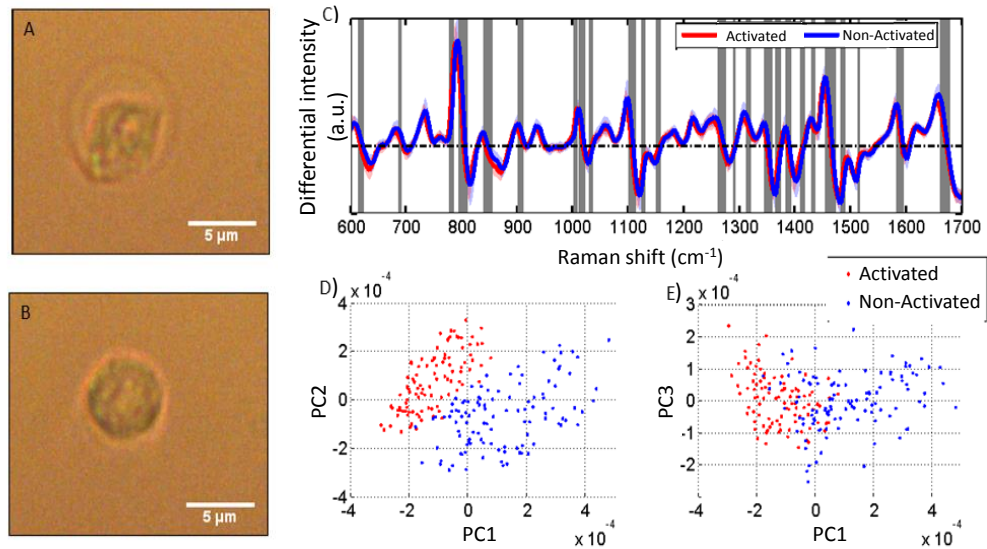 A
5 µm
B
5 µm
C)
Activated
Non-Activated
Differential intensity
(a.u.)
600 700 800 900 1000 1100 1200 1300 1400 1500 1600 1700
Raman shift (cm-1)
Activated
Non-Activated
D)
4 x 10 -4
2
0
-2
-4
PC2
-4 -2 0 2 4
PC1
x 10 -4
E)
3 x 10 -4
2
1
0
-1
-2
PC3
-4 -2 0 2 4
PC1
x 10 -4